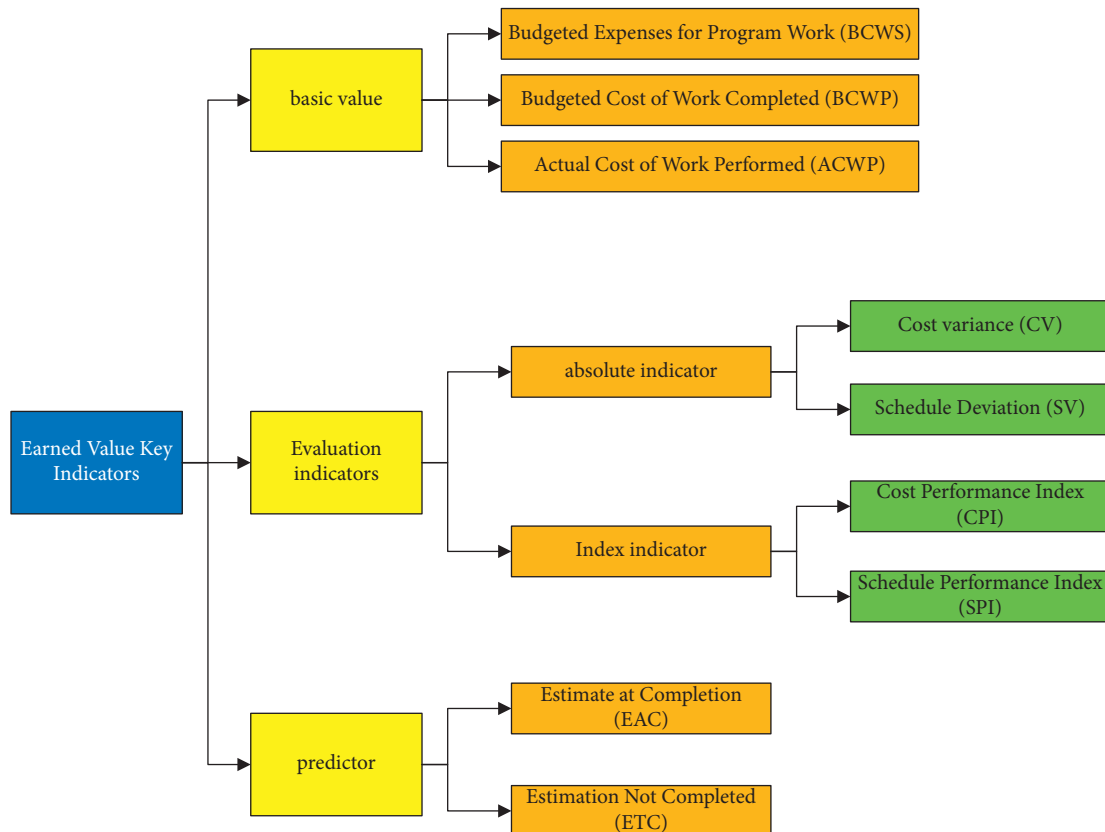 Budgeted Expenses for Program Work (BCWS)
basic value
Budgeted Cost of Work Completed (BCWP)
Actual Cost of Work Performed (ACWP)
Cost variance (CV)
absolute indicator
Schedule Deviation (SV)
Earned Value Key
Indicators
Evaluation
indicators
Cost Performance Index
(CPI)
Index indicator
Schedule Performance Index
(SPI)
Estimate at Completion
(EAC)
predictor
Estimation Not Completed
(ETC)